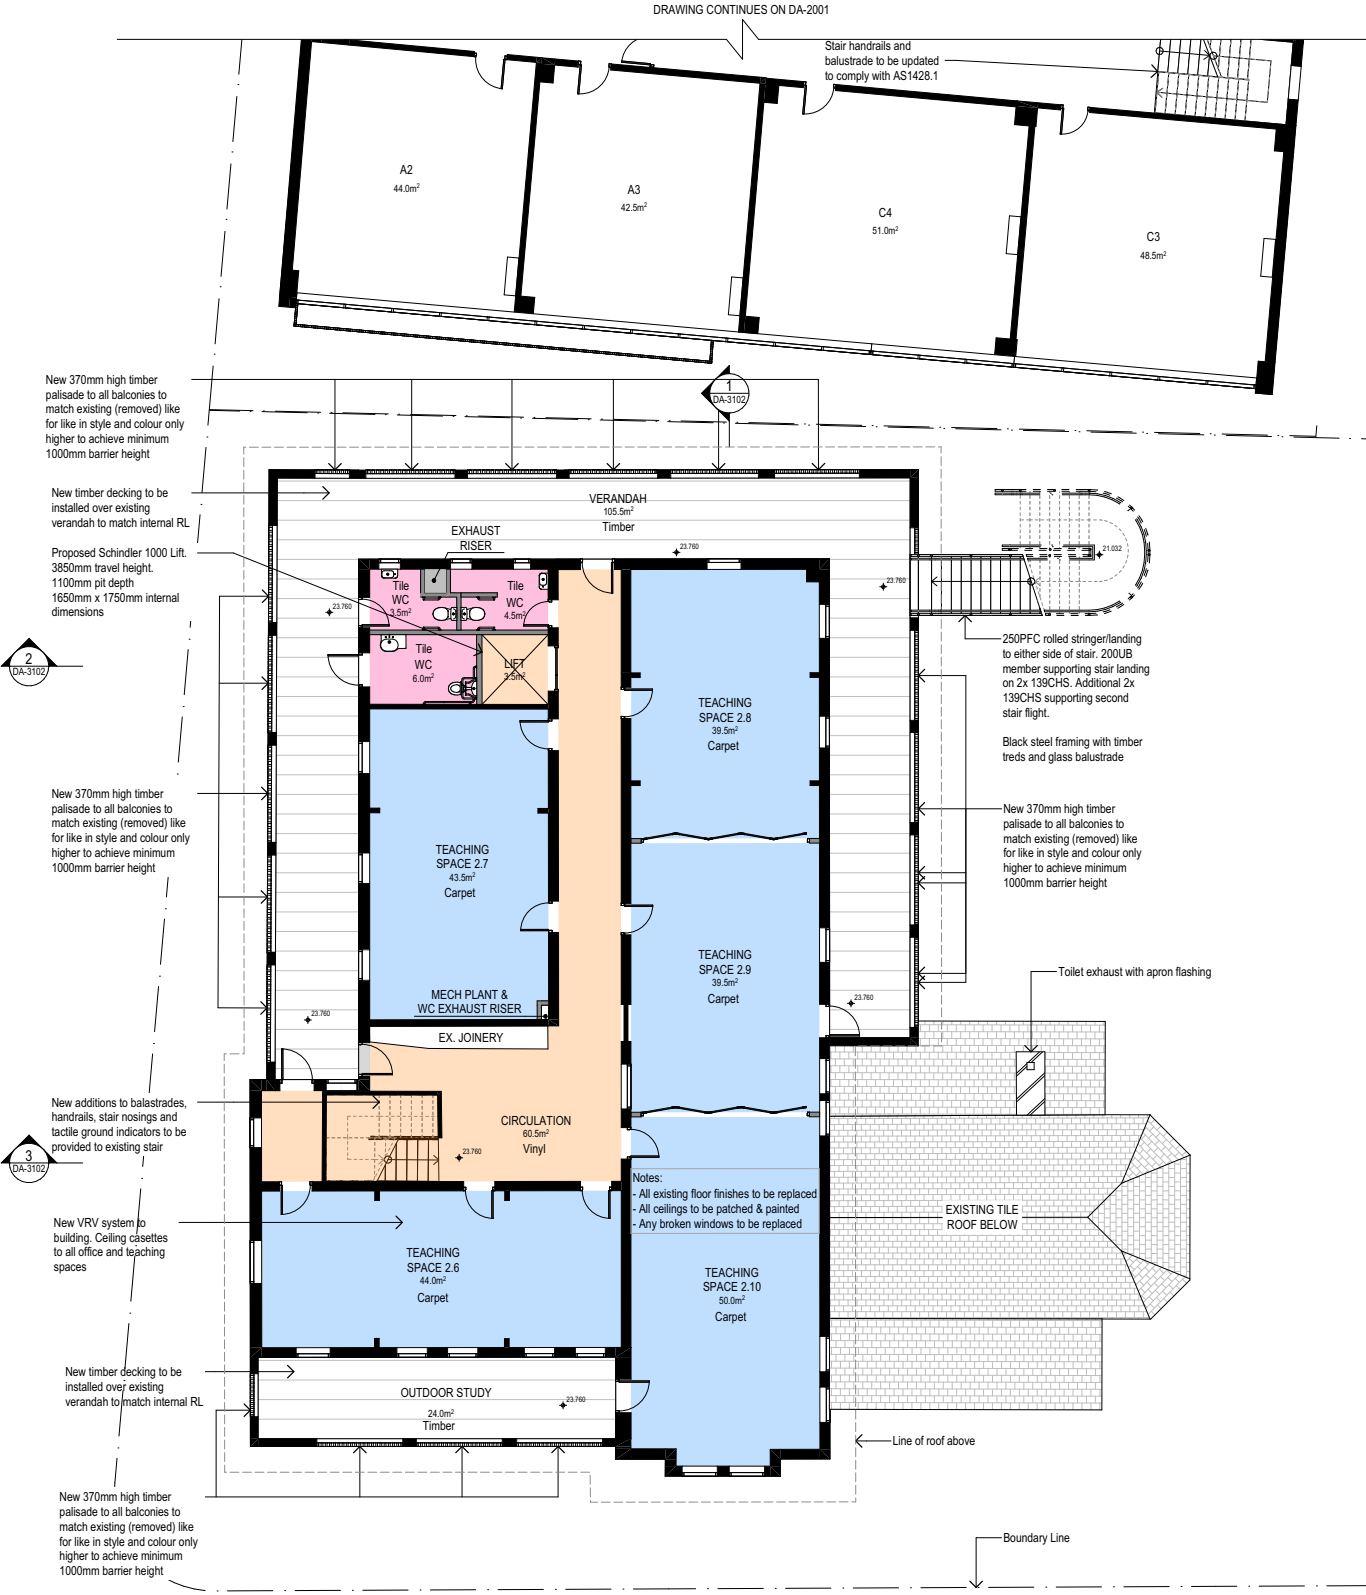 DRAWING CONTINUES ON DA-2001
Stair handrails and
balustrade to be updated
to comply with AS1428.1
A2
44.0m²
A3
42.5m²
C4
51.0m²
C3
48.5m²
New 370mm high timber
palisade to all balconies to
match existing (removed) like
for like in style and colour only
higher to achieve minimum
1000mm barrier height
1
DA-3102
New timber decking to be
installed over existing
verandah to match internal RL
VERANDAH
105.5m²
Timber
EXHAUST
RISER
23.760
Proposed Schindler 1000 Lift.
3850mm travel height.
1100mm pit depth
1650mm x 1750mm internal
dimensions
21.032
23.760
23.760
Tile
WC
3.5m²
Tile
WC
4.5m²
Tile
WC
6.0m²
LIFT
3.5m²
2
DA-3102
250PFC rolled stringer/landing
to either side of stair. 200UB
member supporting stair landing
on 2x 139CHS. Additional 2x
139CHS supporting second
stair flight.
Black steel framing with timber
treds and glass balustrade
TEACHING
SPACE 2.8
39.5m²
Carpet
New 370mm high timber
palisade to all balconies to
match existing (removed) like
for like in style and colour only
higher to achieve minimum
1000mm barrier height
New 370mm high timber
palisade to all balconies to
match existing (removed) like
for like in style and colour only
higher to achieve minimum
1000mm barrier height
TEACHING
SPACE 2.7
43.5m²
Carpet
TEACHING
SPACE 2.9
39.5m²
Carpet
Toilet exhaust with apron flashing
MECH PLANT &
WC EXHAUST RISER
23.760
23.760
EX. JOINERY
New additions to balastrades,
handrails, stair nosings and
tactile ground indicators to be
provided to existing stair
CIRCULATION
60.5m²
Vinyl
23.760
3
DA-3102
Notes:
- All existing floor finishes to be replaced
- All ceilings to be patched & painted
- Any broken windows to be replaced
EXISTING TILE
ROOF BELOW
New VRV system to
building. Ceiling casettes
to all office and teaching
spaces
TEACHING
SPACE 2.6
44.0m²
Carpet
TEACHING
SPACE 2.10
50.0m²
Carpet
New timber decking to be
installed over existing
verandah to match internal RL
OUTDOOR STUDY
24.0m²
Timber
23.760
Line of roof above
New 370mm high timber
palisade to all balconies to
match existing (removed) like
for like in style and colour only
higher to achieve minimum
1000mm barrier height
Boundary Line